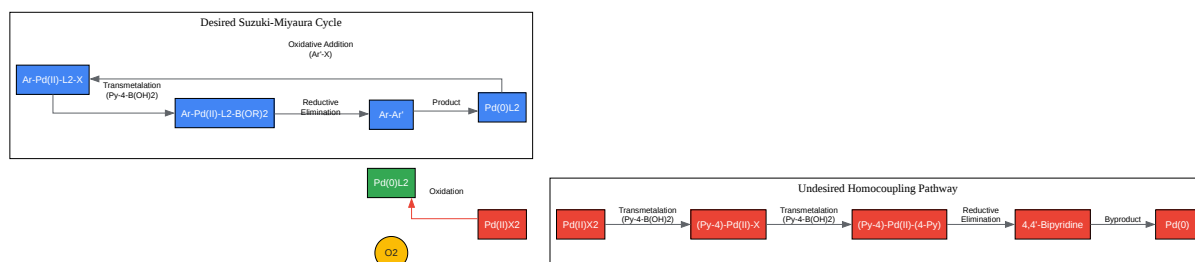 Desired Suzuki-Miyaura Cycle
Oxidative Addition
(Ar'-X)
Ar-Pd(II)-L2-X
Transmetalation
(Py-4-B(OH)2)
Ar-Pd(II)-L2-B(OR)2
Reductive
Elimination
Ar-Ar'
Product
Pd(0)L2
Pd(0)L2
Oxidation
Pd(II)X2
O2
Undesired Homocoupling Pathway
Pd(II)X2
Transmetalation
(Py-4-B(OH)2)
(Py-4)-Pd(II)-X
Transmetalation
(Py-4-B(OH)2)
(Py-4)-Pd(II)-(4-Py)
Reductive
Elimination
4,4'-Bipyridine
Byproduct
Pd(0)